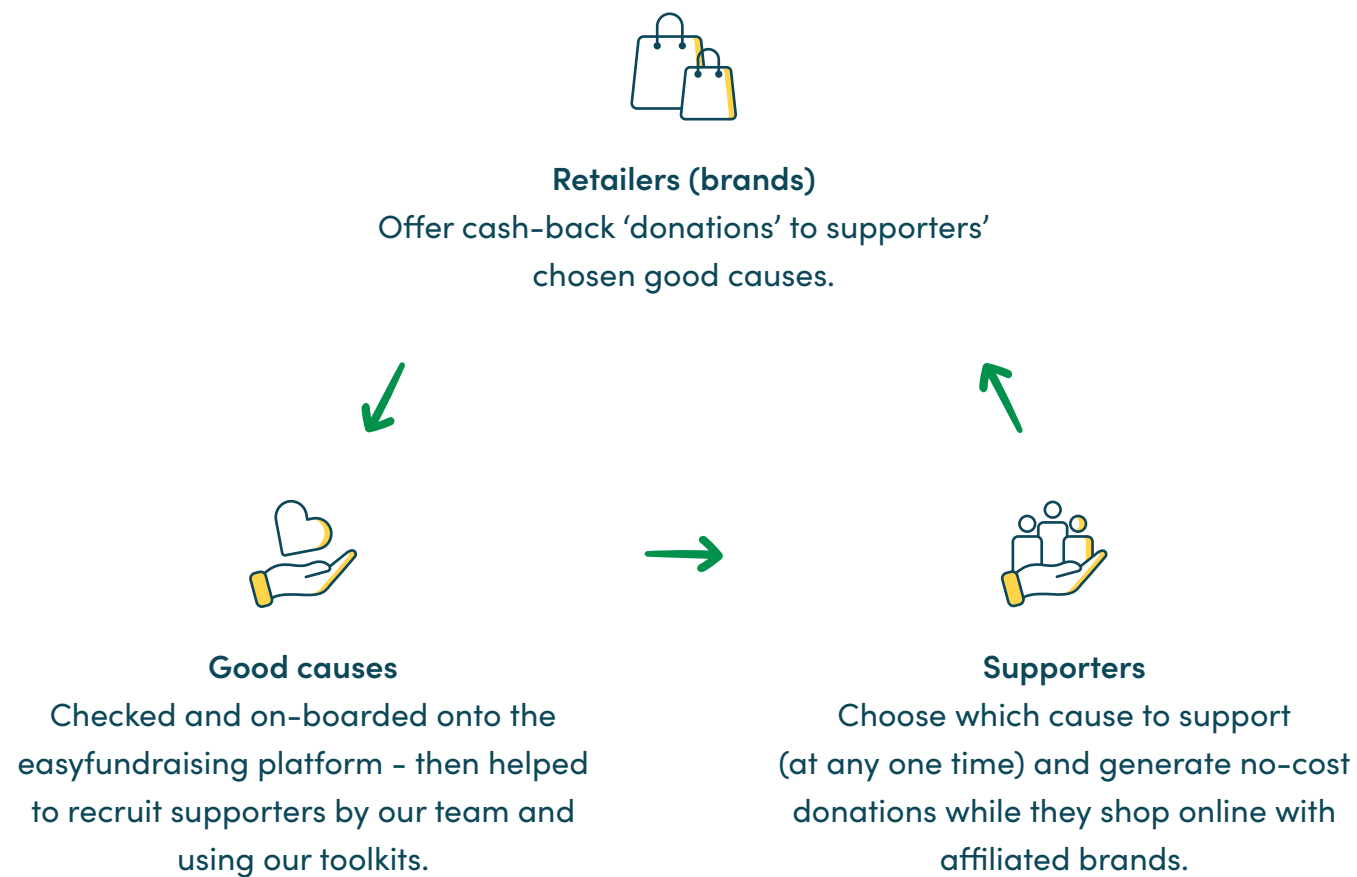 Retailers (brands)
Offer cash-back ‘donations’ to supporters’
chosen good causes.
Good causes
Checked and on-boarded onto the
easyfundraising platform - then helped
to recruit supporters by our team and
using our toolkits.
Supporters
Choose which cause to support
(at any one time) and generate no-cost
donations while they shop online with
affiliated brands.